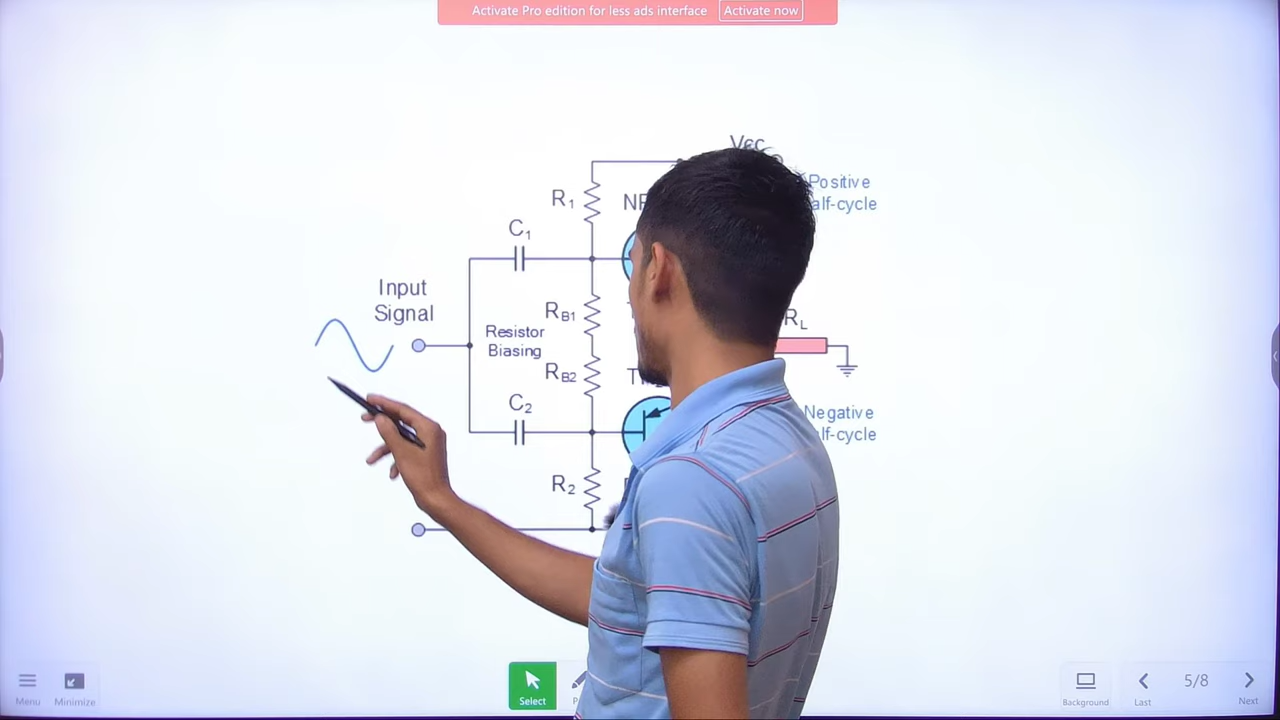 Activate Pro edition for less ads interface Activate now
Vcc
Positive
R1
C1
Input
Signal
RB1
Resistor
Biasing
RL
RB2
C2
Negative
R2
Menu
Minimize
Select
Background
Last
5/8
Next